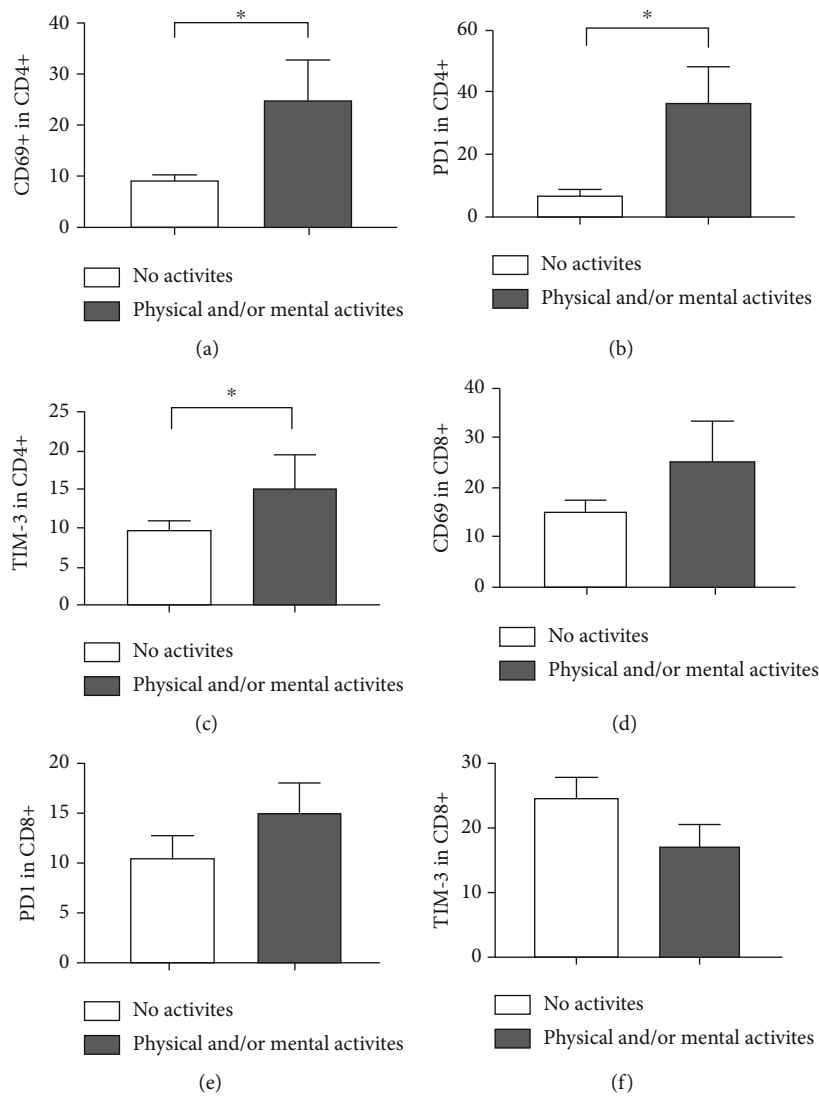 *
40
30
20
10
0
CD69+ in CD4+
No activites
Physical and/or mental activites
(a)
*
60
40
20
0
PD1 in CD4+
No activites
Physical and/or mental activites
(b)
*
25
20
15
10
5
0
TIM-3 in CD4+
No activites
Physical and/or mental activites
(c)
40
30
20
10
0
CD69 in CD8+
No activites
Physical and/or mental activites
(d)
20
15
10
5
0
PD1 in CD8+
No activites
Physical and/or mental activites
(e)
30
20
10
0
TIM-3 in CD8+
No activites
Physical and/or mental activites
(f)